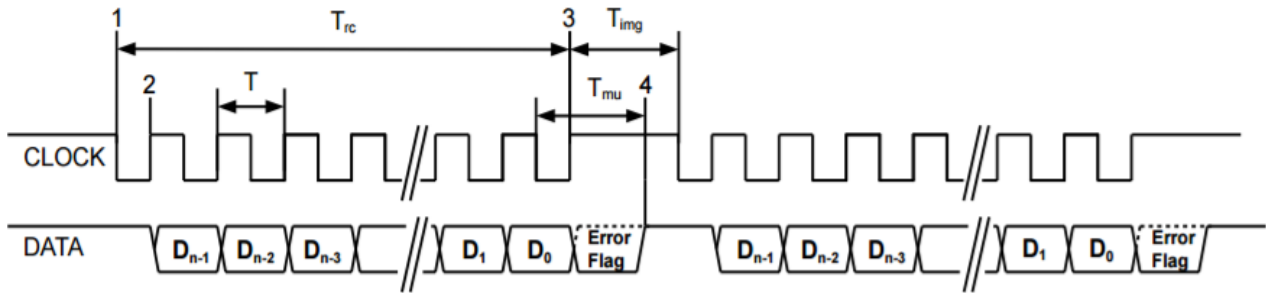 1 T_rc 3 T_img
2 T T_mu 4
CLOCK
DATA D_n-1 D_n-2 D_n-3 D_1 D_0 Error Flag D_n-1 D_n-2 D_n-3 D_1 D_0 Error Flag